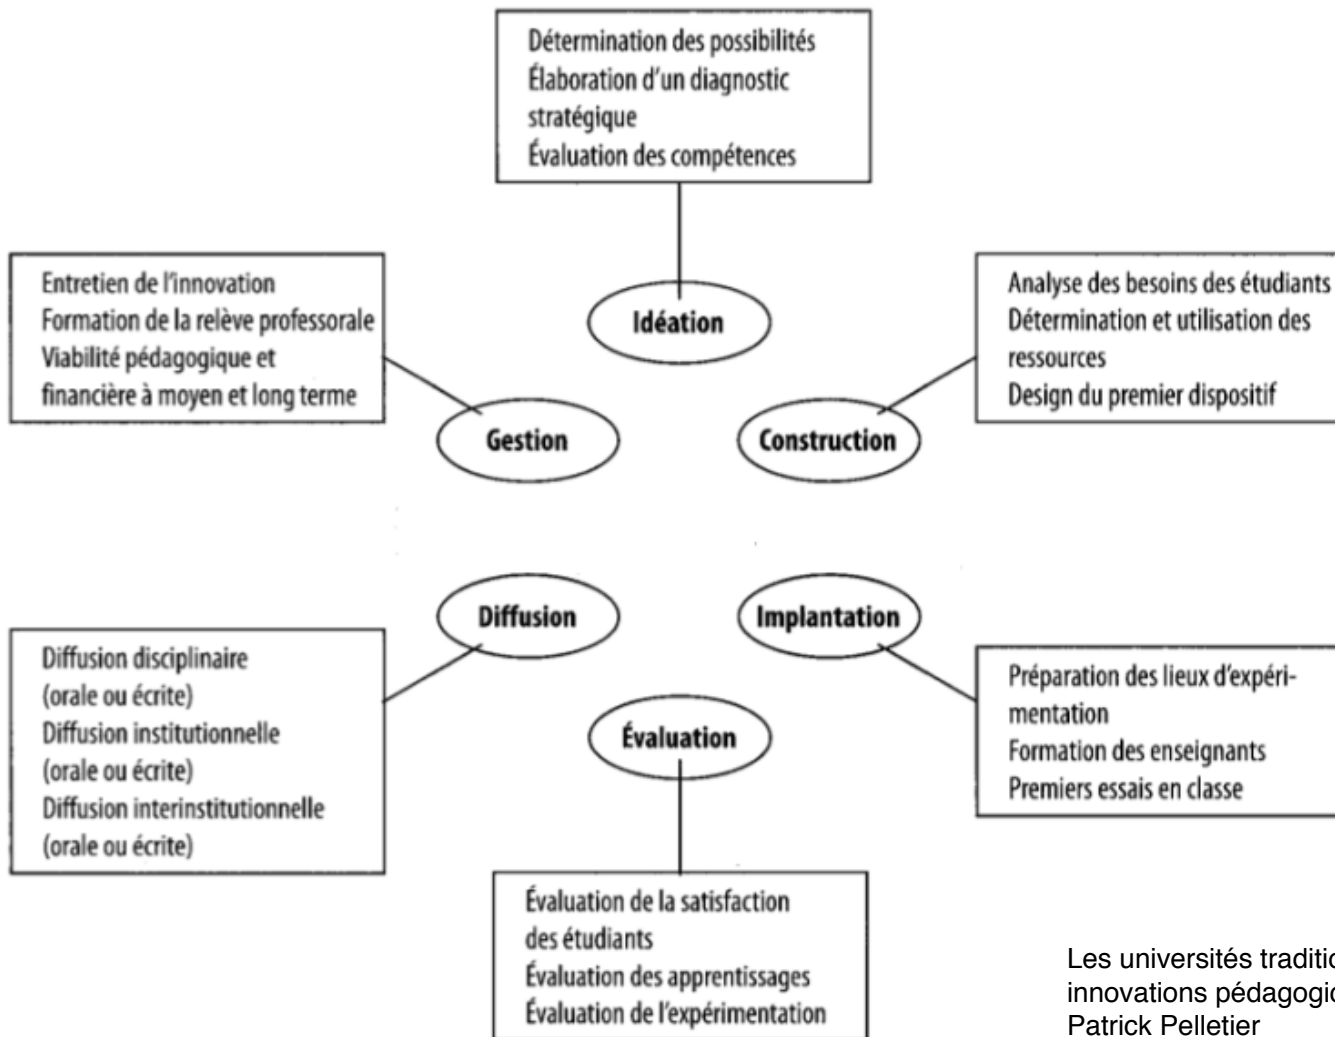 Détermination des possibilités
Élaboration d'un diagnostic
stratégique
Évaluation des compétences
Entretien de l'innovation
Formation de la relève professorale
Viabilité pédagogique et
financière à moyen et long terme
Idéation
Analyse des besoins des étudiants
Détermination et utilisation des
ressources
Design du premier dispositif
Gestion
Construction
Diffusion
Implantation
Diffusion disciplinaire
(orale ou écrite)
Diffusion institutionnelle
(orale ou écrite)
Diffusion interinstitutionnelle
(orale ou écrite)
Évaluation
Préparation des lieux d'expéri-
mentation
Formation des enseignants
Premiers essais en classe
Évaluation de la satisfaction
des étudiants
Évaluation des apprentissages
Évaluation de l'expérimentation
Les universités
innovations
Patrick Pelletier